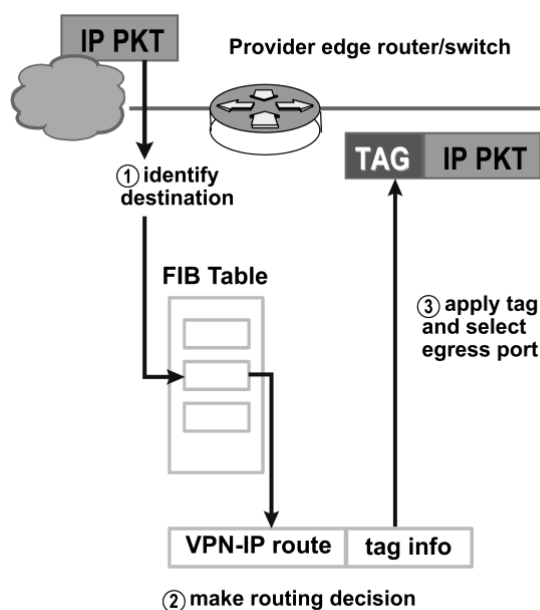 IP PKT
Provider edge router/switch
TAG IP PKT
① identify
destination
FIB Table
③ apply tag
and select
egress port
VPN-IP route tag info
② make routing decision